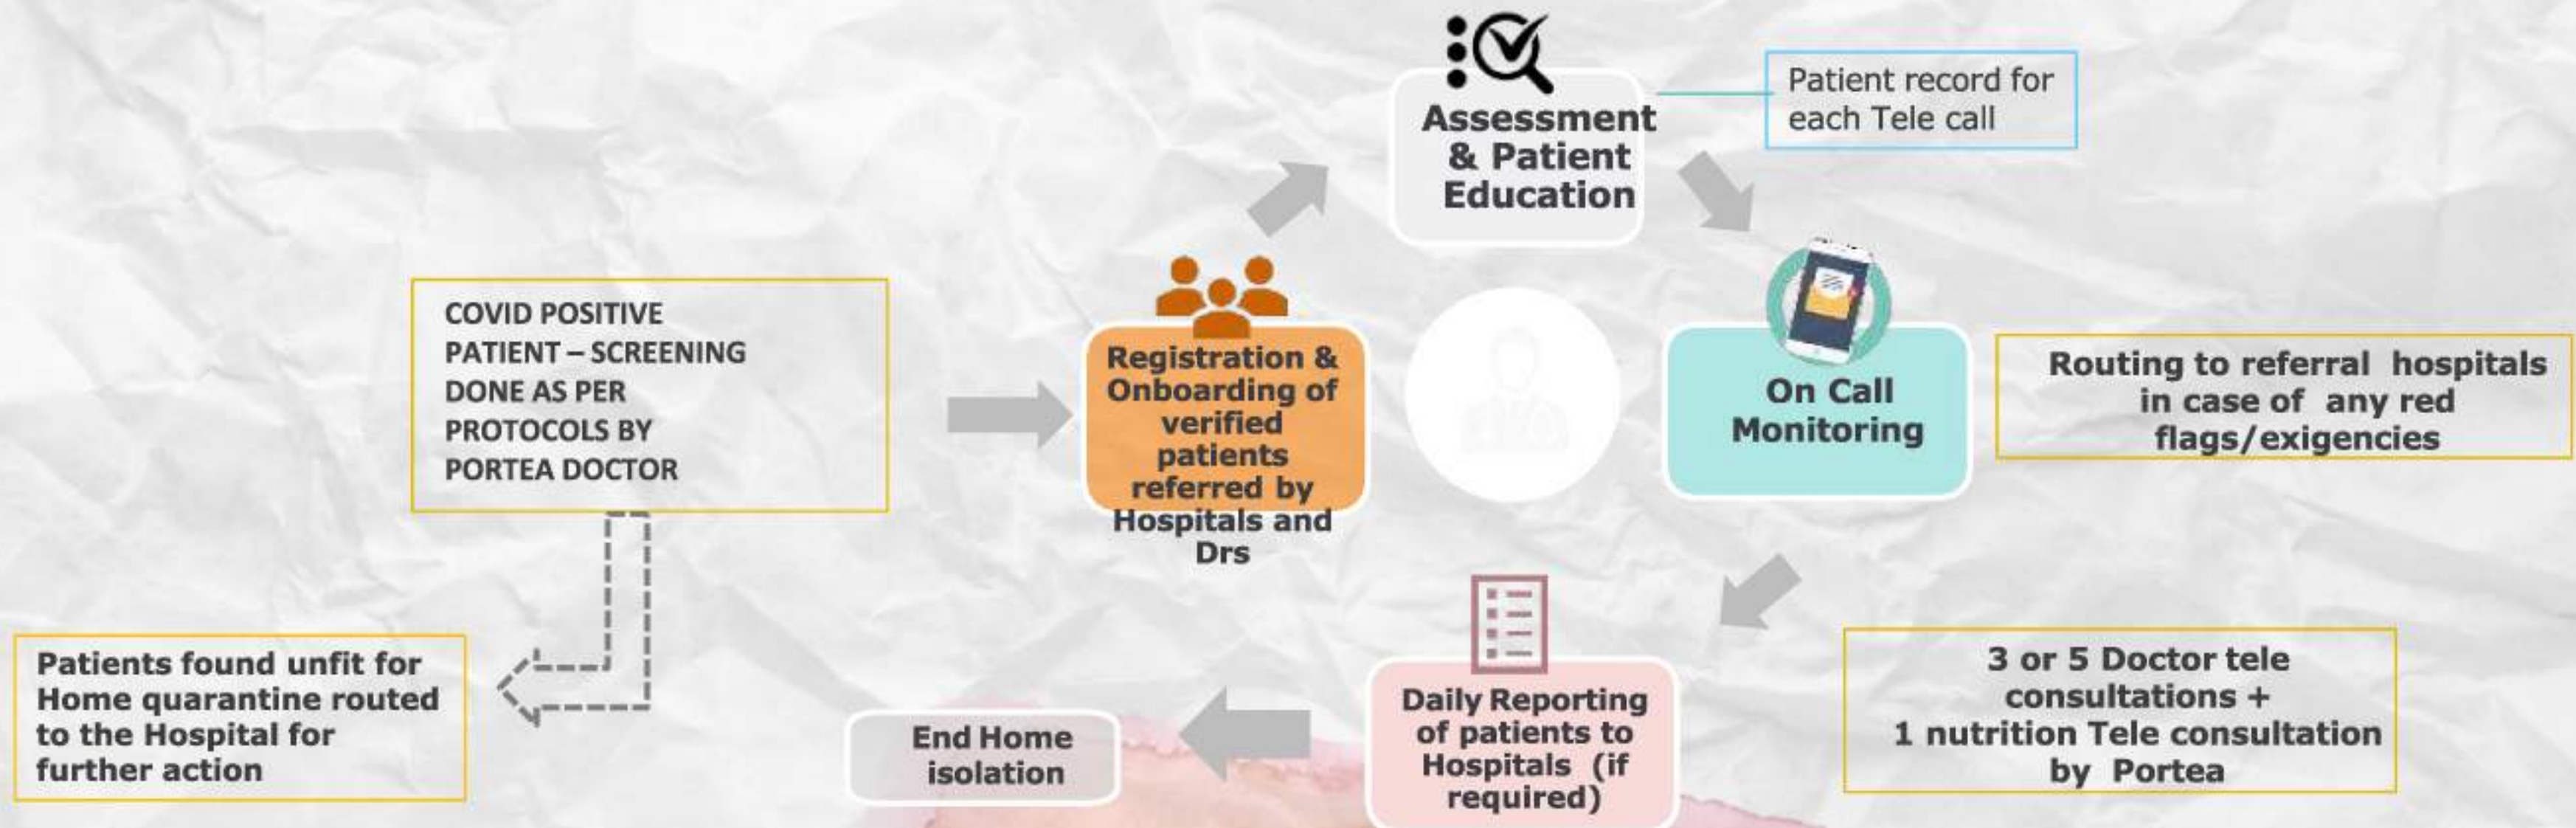 Assessment
& Patient
Education
Patient record for
each Tele call
COVID POSITIVE
PATIENT – SCREENING
DONE AS PER
PROTOCOLS BY
PORTEA DOCTOR
Registration &
Onboarding of
verified
patients
referred by
Hospitals and
Drs
On Call
Monitoring
Routing to referral hospitals
in case of any red
flags/exigencies
Patients found unfit for
Home quarantine routed
to the Hospital for
further action
End Home
isolation
Daily Reporting
of patients to
Hospitals (if
required)
3 or 5 Doctor tele
consultations +
1 nutrition Tele consultation
by Portea